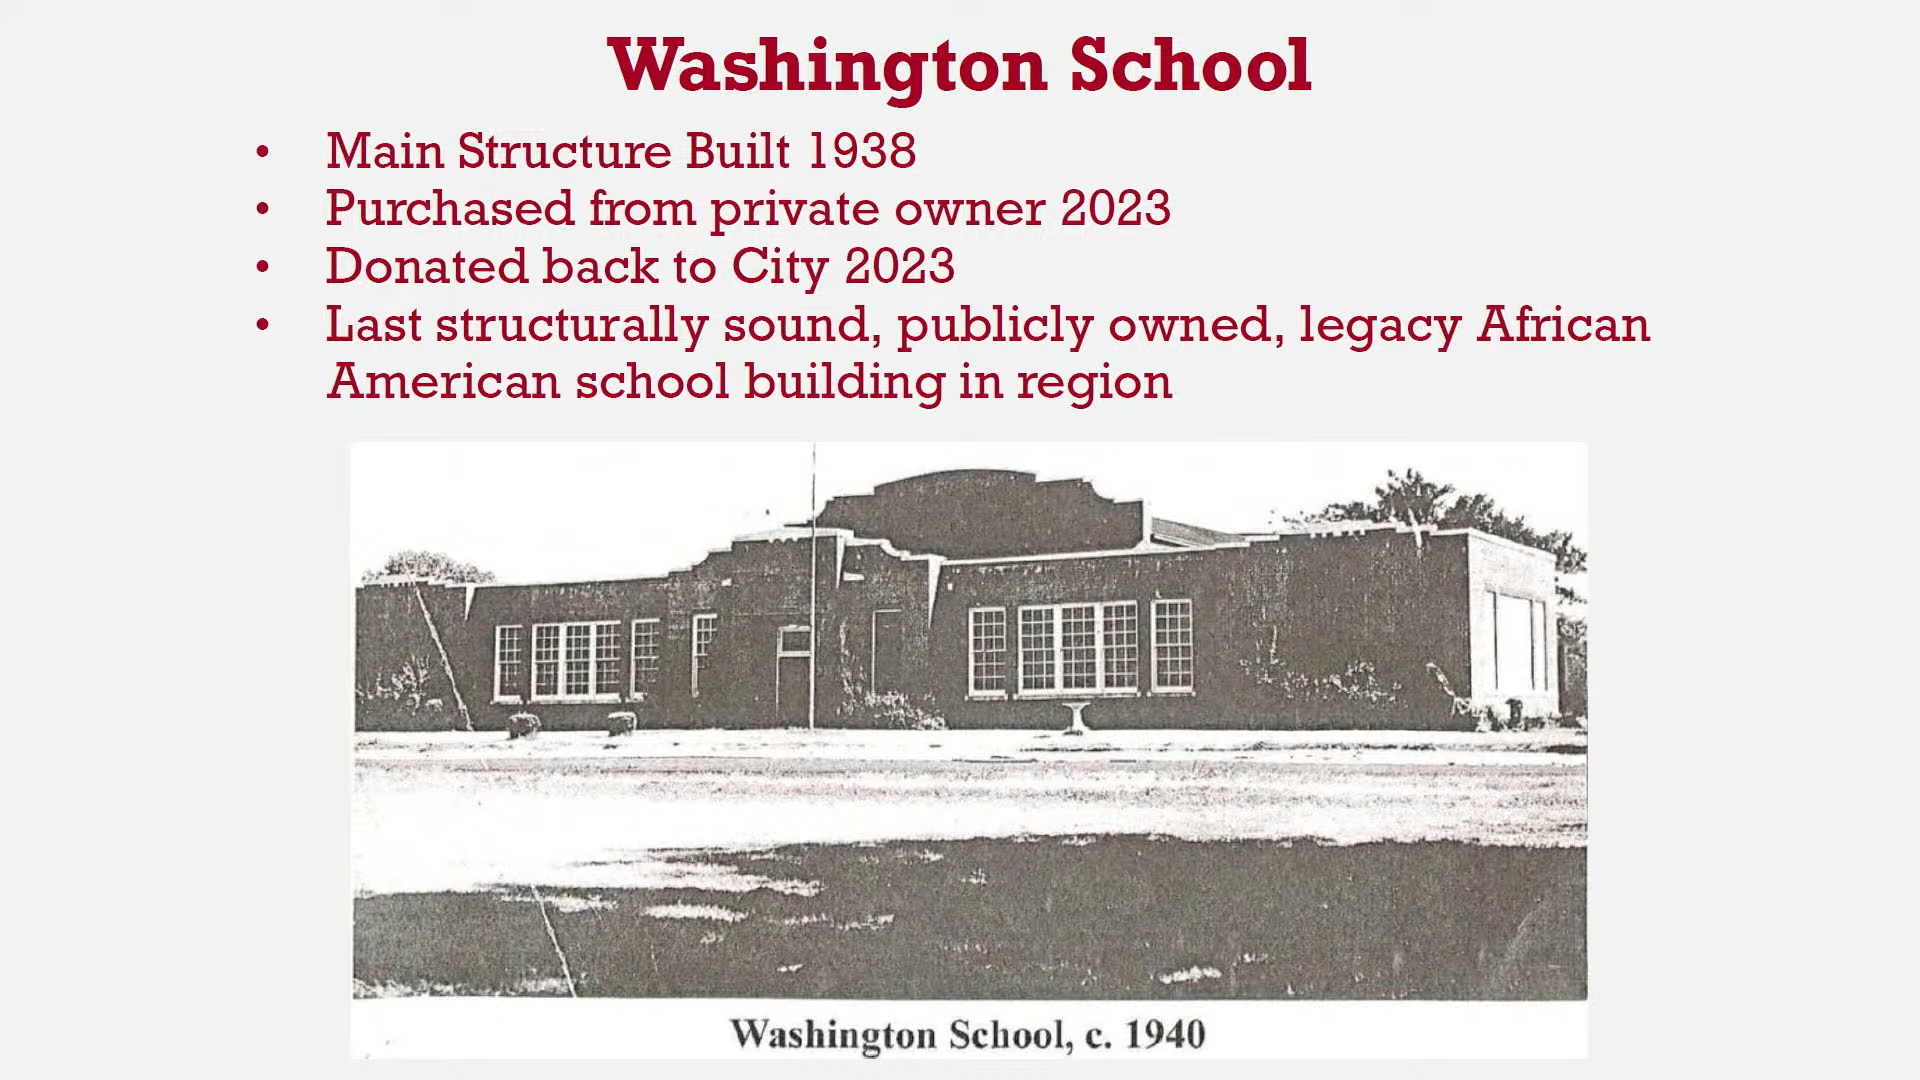 Washington School
• Main Structure Built 1938
• Purchased from private owner 2023
• Donated back to City 2023
• Last structurally sound, publicly owned, legacy African
American school building in region
Washington School, c. 1940